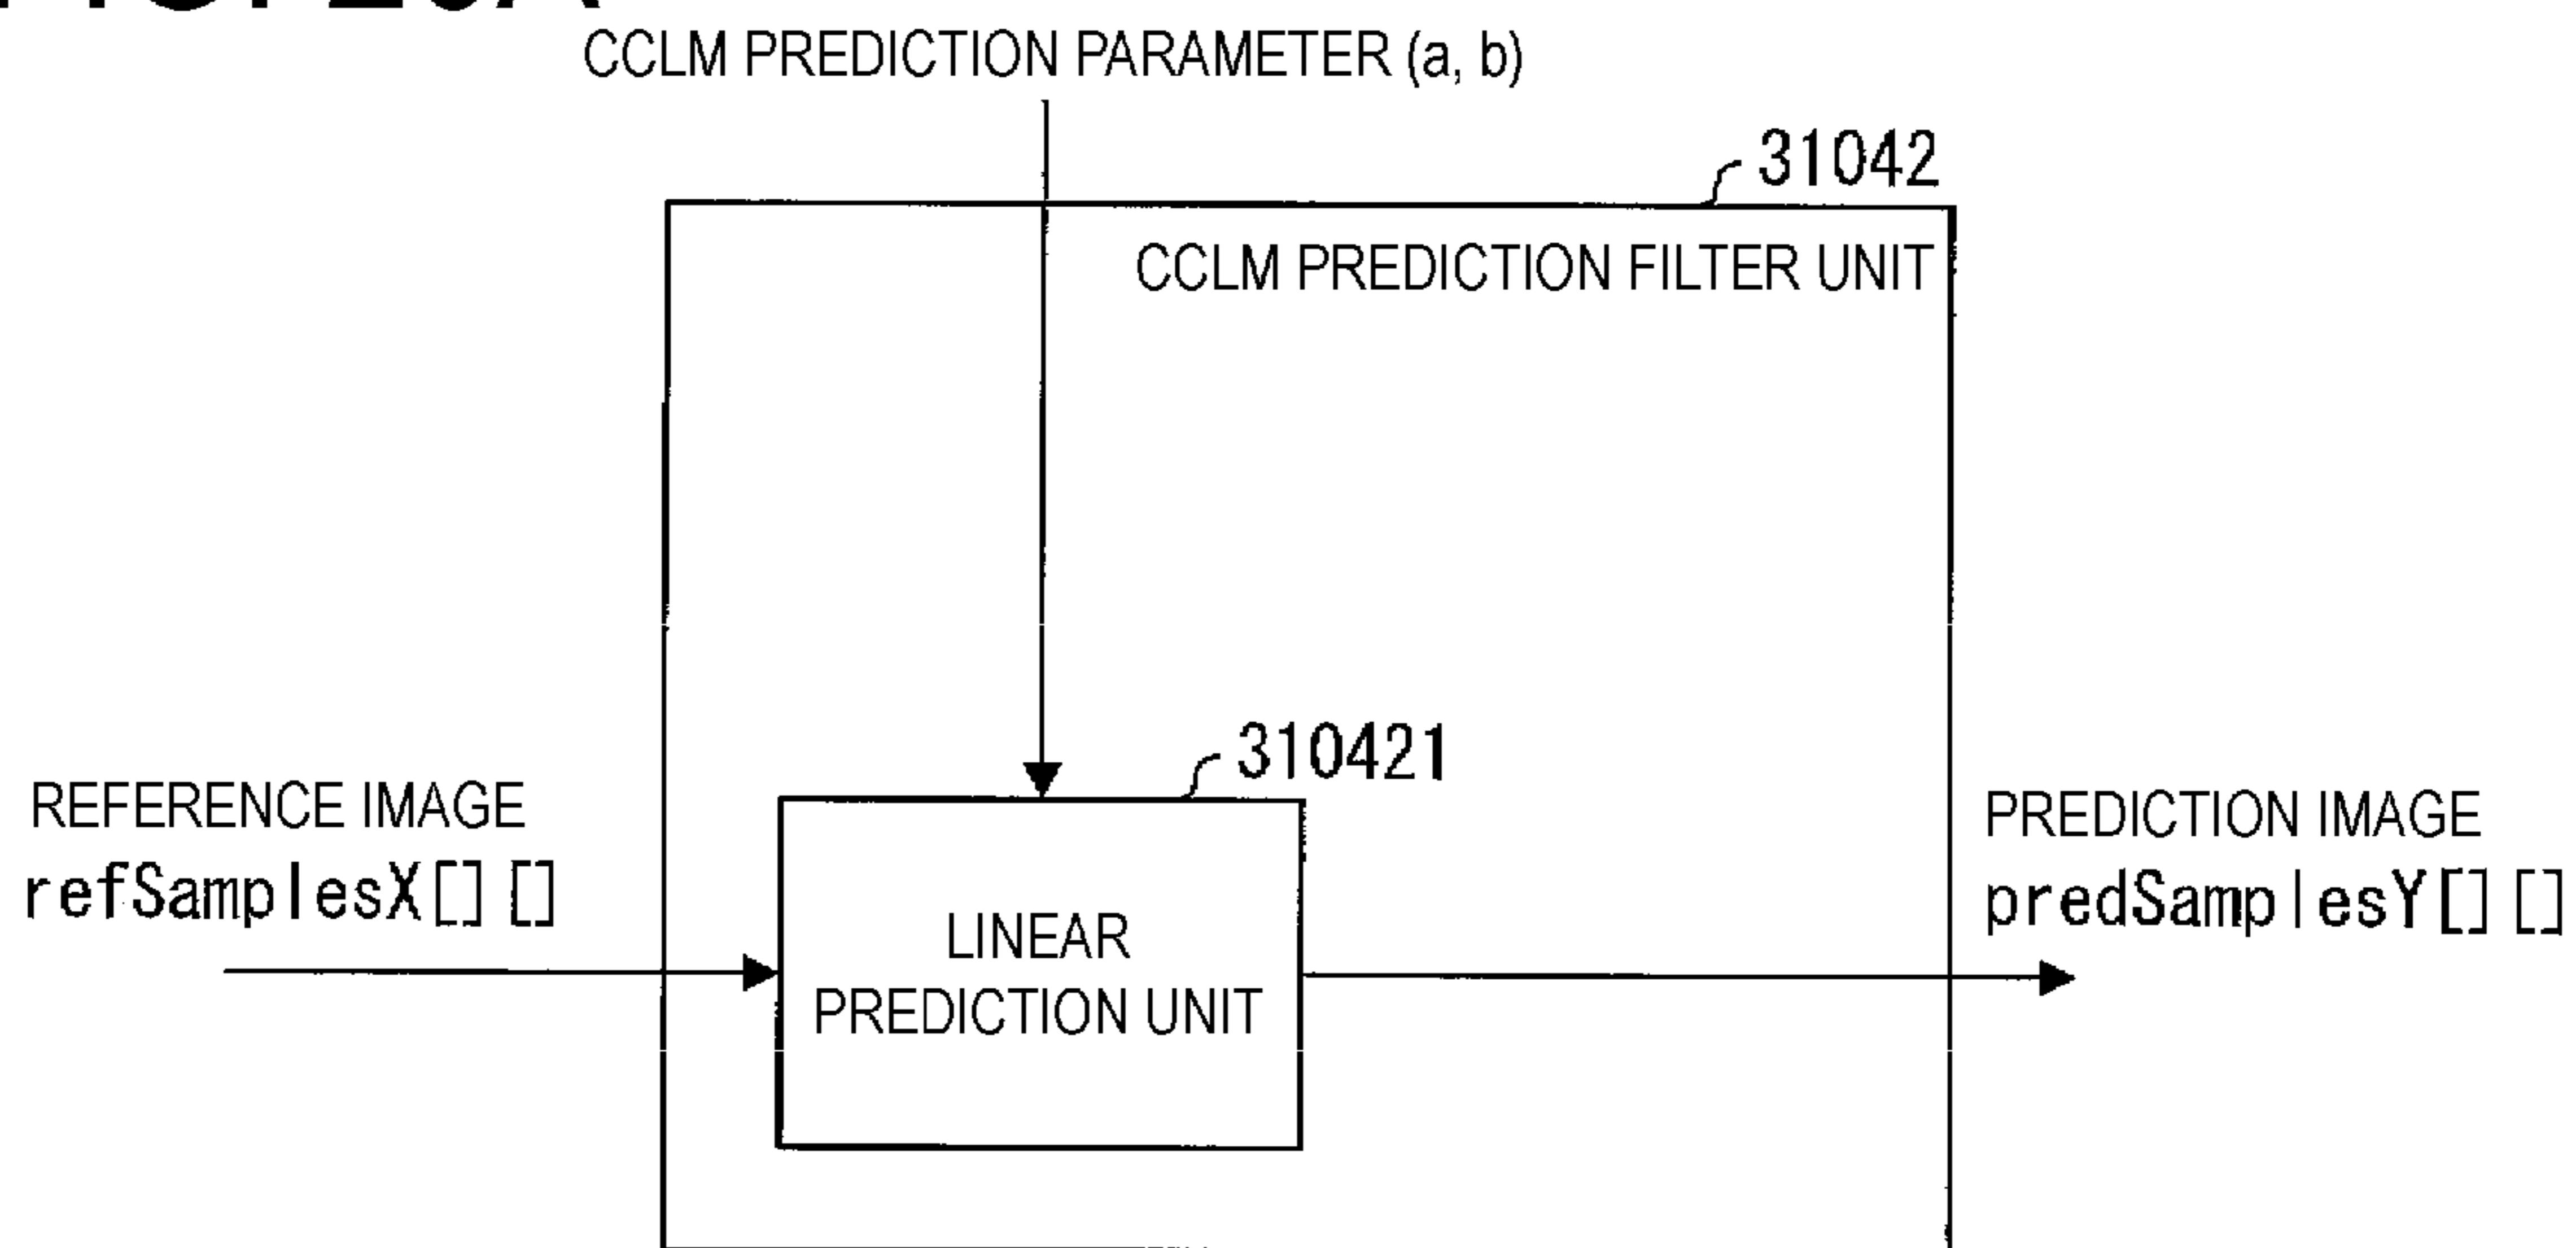 CCLM PREDICTION PARAMETER (a, b)
31042
CCLM PREDICTION FILTER UNIT
310421
REFERENCE IMAGE
refSamplesX[] []
LINEAR
PREDICTION UNIT
PREDICTION IMAGE
predSamplesY[] []